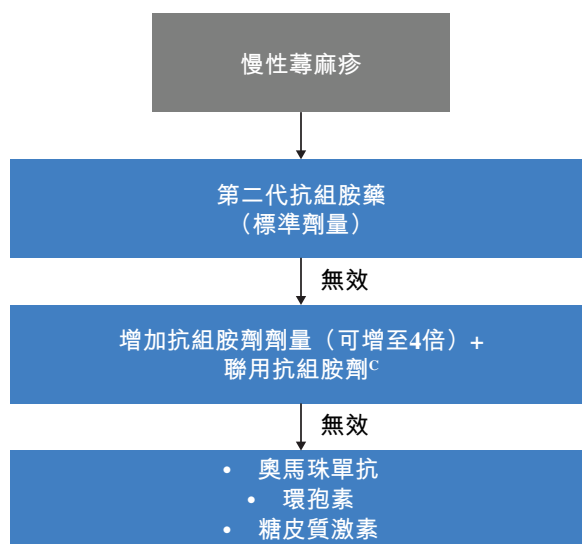 慢性蕁麻疹
第二代抗組胺藥
（標準劑量）
無效
增加抗組胺劑劑量（可增至4倍）+
聯用抗組胺劑C
無效
• 奧馬珠單抗
• 環孢素
• 糖皮質激素